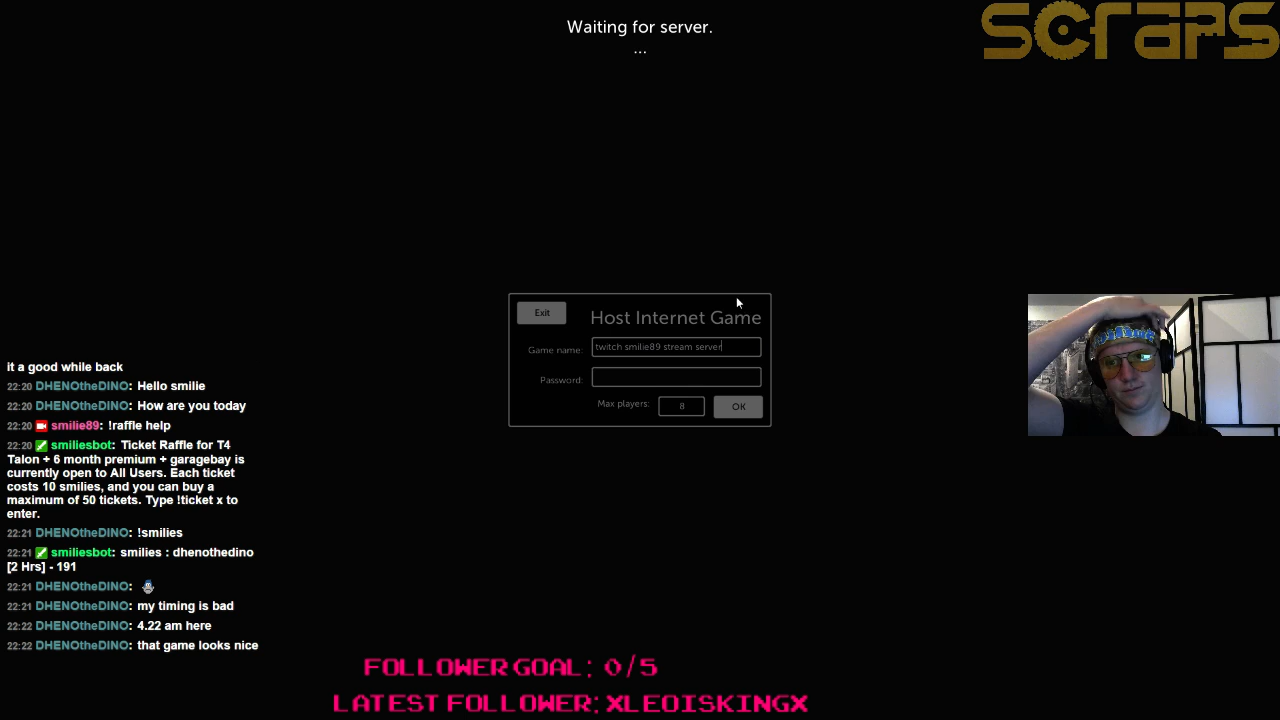 Waiting for server.
...
scraps
Exit
Host Internet Game
Game name:
twitch smilie89 stream server
Password:
Max players:
8
OK
it a good while back
22:20 DHENOtheDINO: Hello smilie
22:20 DHENOtheDINO: How are you today
22:20 smilie89: !raffle help
22:20 smiliesbot: Ticket Raffle for T4
Talon + 6 month premium + garagebay is
currently open to All Users. Each ticket
costs 10 smilies, and you can buy a
maximum of 50 tickets. Type !ticket x to
enter.
22:21 DHENOtheDINO: !smilies
22:21 smiliesbot: smilies : dhenothedino
[2 Hrs] - 191
22:21 DHENOtheDINO:
22:21 DHENOtheDINO: my timing is bad
22:22 DHENOtheDINO: 4.22 am here
22:22 DHENOtheDINO: that game looks nice
FOLLOWER GOAL: 0/5
LATEST FOLLOWER: XLEOISKINGX